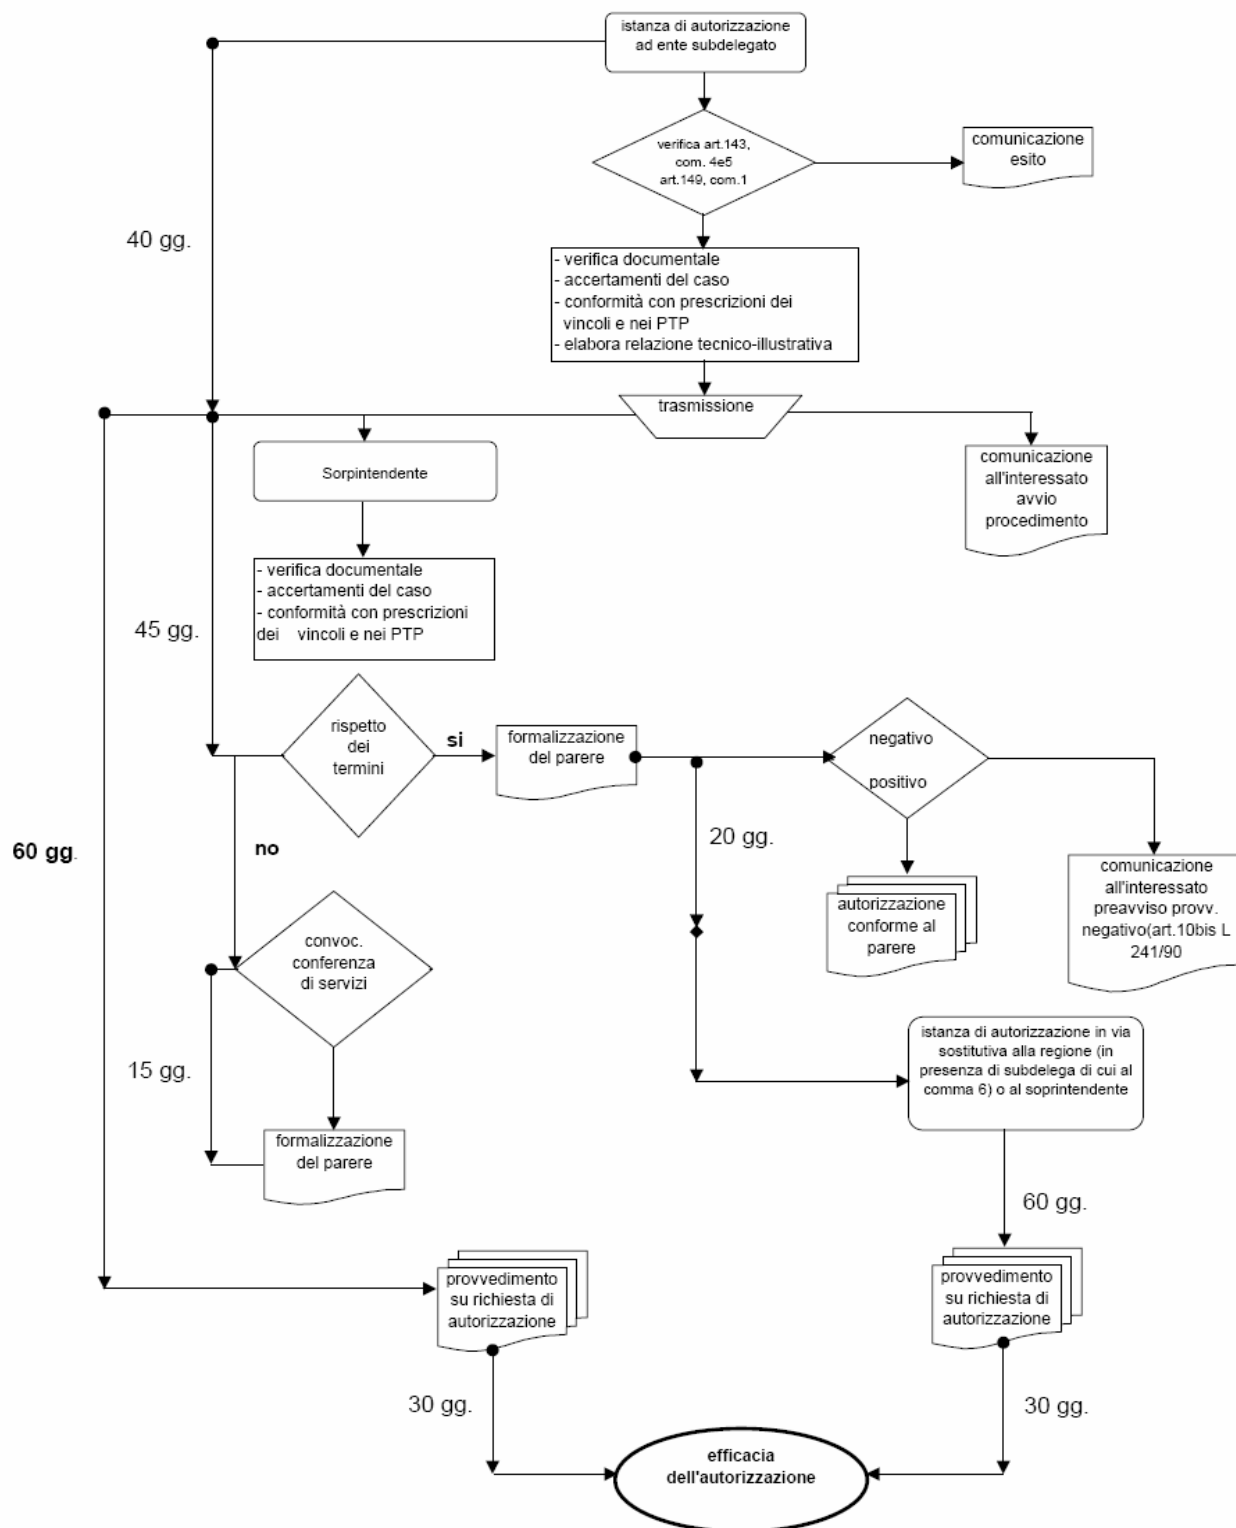 istanza di autorizzazione
ad ente subdelegato
verifica art.143,
com. 4e5
art.149, com.1
comunicazione
esito
40 gg.
- verifica documentale
- accertamenti del caso
- conformità con prescrizioni dei
vincoli e nei PTP
- elabora relazione tecnico-illustrativa
trasmissione
Sorpintendente
comunicazione
all'interessato
avvio
procedimento
- verifica documentale
- accertamenti del caso
- conformità con prescrizioni
dei vincoli e nei PTP
45 gg.
rispetto
dei
termini
si
formalizzazione
del parere
negativo
positivo
20 gg.
60 gg.
no
comunicazione
all'interessato
preavviso provv.
negativo(art.10bis L
241/90
autorizzazione
conforme al
parere
convoc.
conferenza
di servizi
istanza di autorizzazione in via
sostitutiva alla regione (in
presenza di subdelega di cui al
comma 6) o al soprintendente
15 gg.
formalizzazione
del parere
60 gg.
provvedimento
su richiesta di
autorizzazione
provvedimento
su richiesta di
autorizzazione
30 gg.
30 gg.
efficacia
dell'autorizzazione